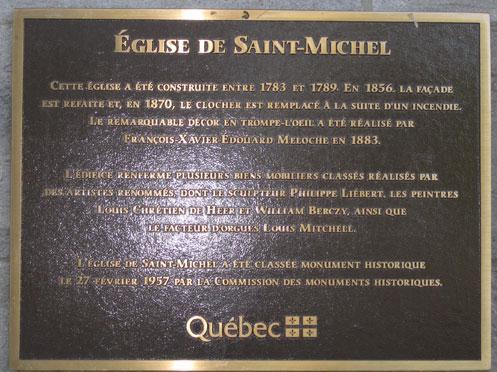 ÉGLISE DE SAINT-MICHEL
CETTE ÉGLISE A ÉTÉ CONSTRUITE ENTRE 1783 ET 1789. EN 1856, LA FAÇADE
EST REFAITE ET, EN 1870, LE CLOCHER EST REMPLACÉ À LA SUITE D'UN INCENDIE.
LE REMARQUABLE DÉCOR EN TROMPE-L'OEIL A ÉTÉ RÉALISÉ PAR
FRANÇOIS-XAVIER-EDOUARD MELOCHE EN 1883.
L'ÉDIFICE RENFERME PLUSIEURS BIENS MOBILIERS CLASSÉS RÉALISÉS PAR
DES ARTISTES RENOMMÉS, DONT LE SCULPTEUR PHILIPPE LIÉBERT, LES PEINTRES
LOUIS CHRÉTIEN DE HEER ET WILLIAM BERCZY, AINSI QUE
LE FACTEUR D'ORGUES LOUIS MITCHELL.
L'ÉGLISE DE SAINT-MICHEL A ÉTÉ CLASSÉE MONUMENT HISTORIQUE
LE 27 FÉVRIER 1957 PAR LA COMMISSION DES MONUMENTS HISTORIQUES.
Québec